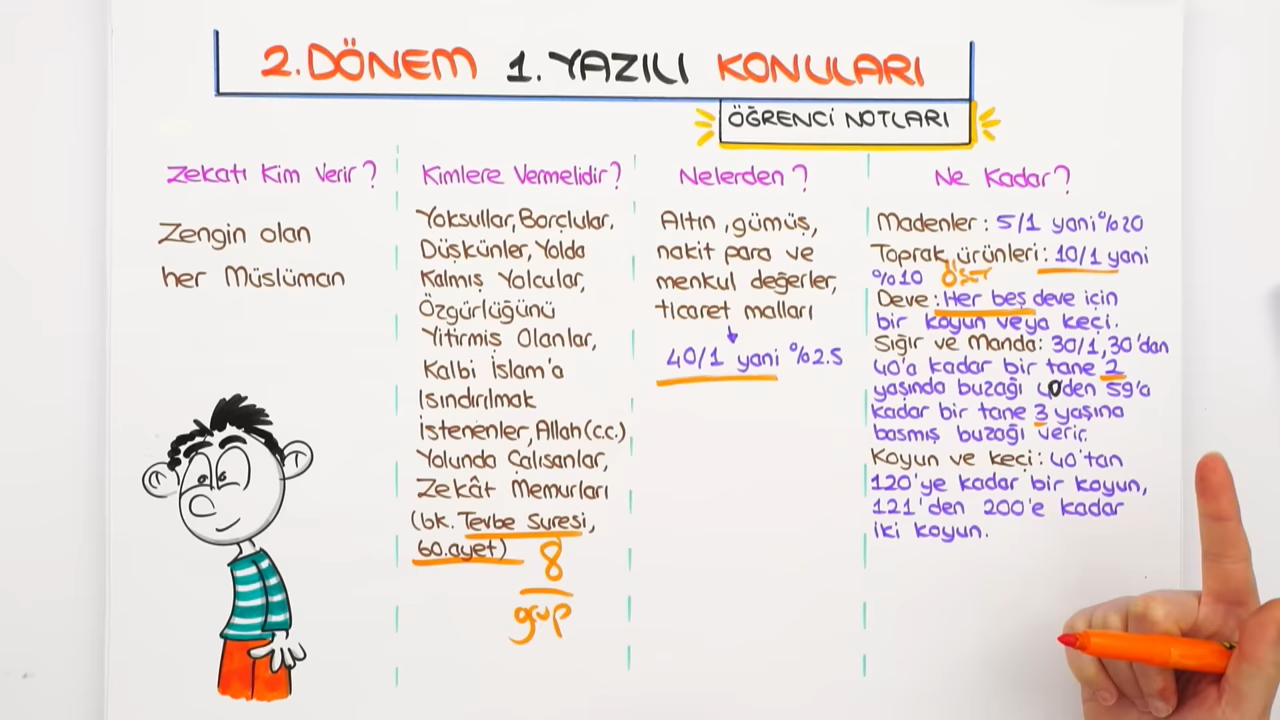 2.DÖNEM 1.YAZILI KONULARI
ÖĞRENCİ NOTLARI
Zekatı Kim Verir?
Zengin olan
her Müslüman
Kimlere Vermelidir?
Yoksullar, Borçlular,
Düşkünler, Yolda
Kalmış Yolcular,
Özgürlüğünü
Yitirmiş Olanlar,
Kalbi İslam'a
Isındırılmak
İstenenler, Allah (c.c.)
Yolunda Çalısanlar,
Zekât Memurları
(bk. Tevbe Suresi,
60.ayet)
8
grup
Nelerden?
Altın, gümüş,
nakit para ve
menkul değerler,
ticaret malları
40/1 yani %2.5
Ne Kadar?
Madenler: 5/1 yani %20
Toprak ürünleri: 10/1 yani
%10 öşr
Deve: Her beş deve için
bir koyun veya keçi.
Sığır ve Manda: 30/1, 30'dan
40'a kadar bir tane 2
yaşında buzağı 40den 59'a
kadar bir tane 3 yaşına
basmış buzağı verir.
Koyun ve keçi: 40'tan
120'ye kadar bir koyun,
121'den 200'e kadar
iki koyun.